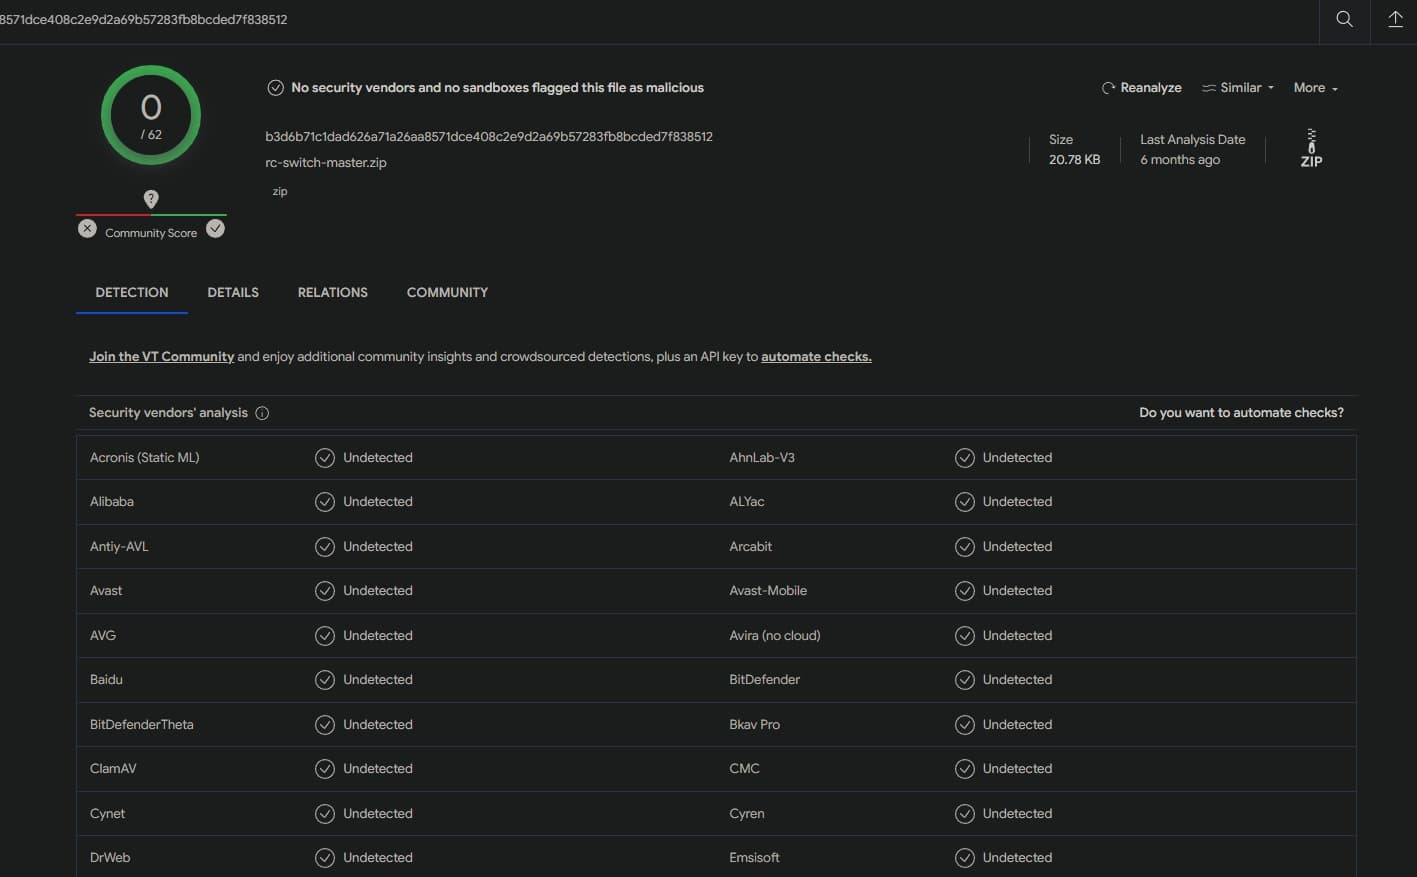 8571dce408c2e9d2a69b57283fb8bcded7f838512
0
/ 62
No security vendors and no sandboxes flagged this file as malicious
Reanalyze Similar More
b3d6b71c1dad626a71a26aa8571dce408c2e9d2a69b57283fb8bcded7f838512
rc-switch-master.zip
zip
Size
20.78 KB
Last Analysis Date
6 months ago
ZIP
?
Community Score
DETECTION DETAILS RELATIONS COMMUNITY
Join the VT Community and enjoy additional community insights and crowdsourced detections, plus an API key to automate checks.
Security vendors' analysis Do you want to automate checks?
Acronis (Static ML) Undetected AhnLab-V3 Undetected
Alibaba Undetected ALYac Undetected
Antiy-AVL Undetected Arcabit Undetected
Avast Undetected Avast-Mobile Undetected
AVG Undetected Avira (no cloud) Undetected
Baidu Undetected BitDefender Undetected
BitDefenderTheta Undetected Bkav Pro Undetected
ClamAV Undetected CMC Undetected
Cynet Undetected Cyren Undetected
DrWeb Undetected Emsisoft Undetected